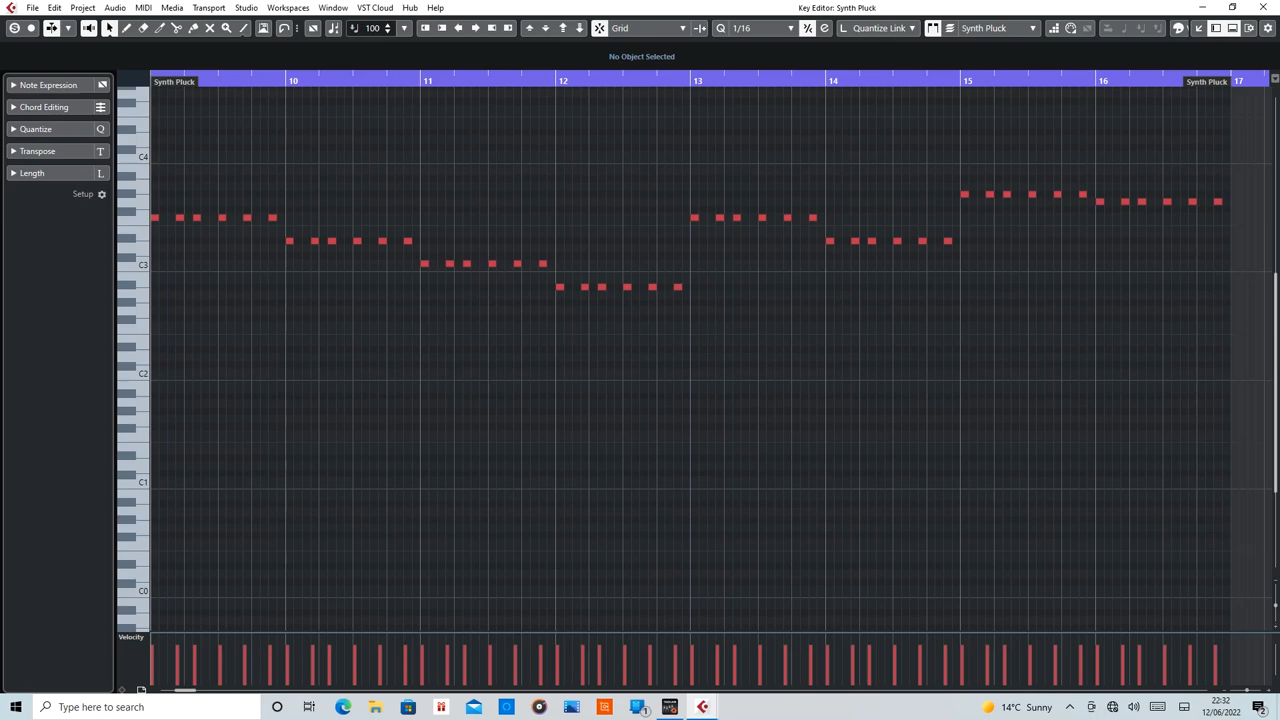 Key Editor: Synth Pluck
File Edit Project Audio MIDI Media Transport Studio Workspaces Window VST Cloud Hub Help
S 100 Grid Q 1/16 e L Quantize Link Synth Pluck
No Object Selected
Note Expression
Chord Editing
Quantize Q
Transpose T
Length L
Setup
10 11 12 13 14 15 16 17
Synth Pluck Synth Pluck
C4
C3
C2
C1
C0
Velocity
Type here to search
14°C Sunny
22:32
12/06/2022